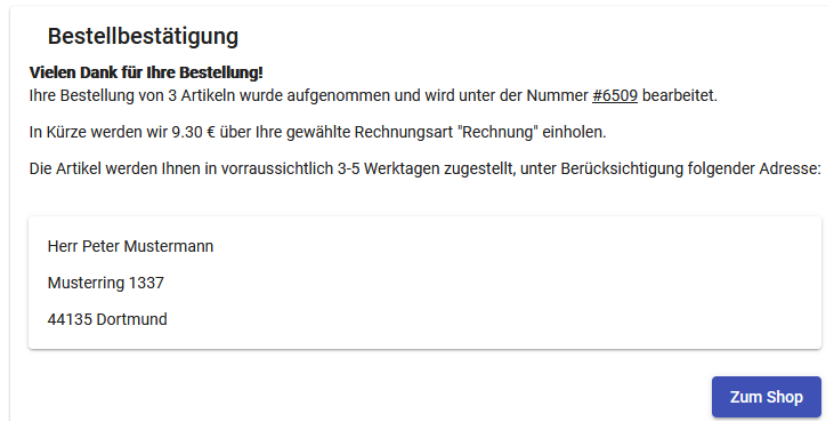 Bestellbestätigung
Vielen Dank für Ihre Bestellung!
Ihre Bestellung von 3 Artikeln wurde aufgenommen und wird unter der Nummer #6509 bearbeitet.
In Kürze werden wir 9.30 € über Ihre gewählte Rechnungsart "Rechnung" einholen.
Die Artikel werden Ihnen in vorraussichtlich 3-5 Werktagen zugestellt, unter Berücksichtigung folgender Adresse:
Herr Peter Mustermann
Musterring 1337
44135 Dortmund
Zum Shop